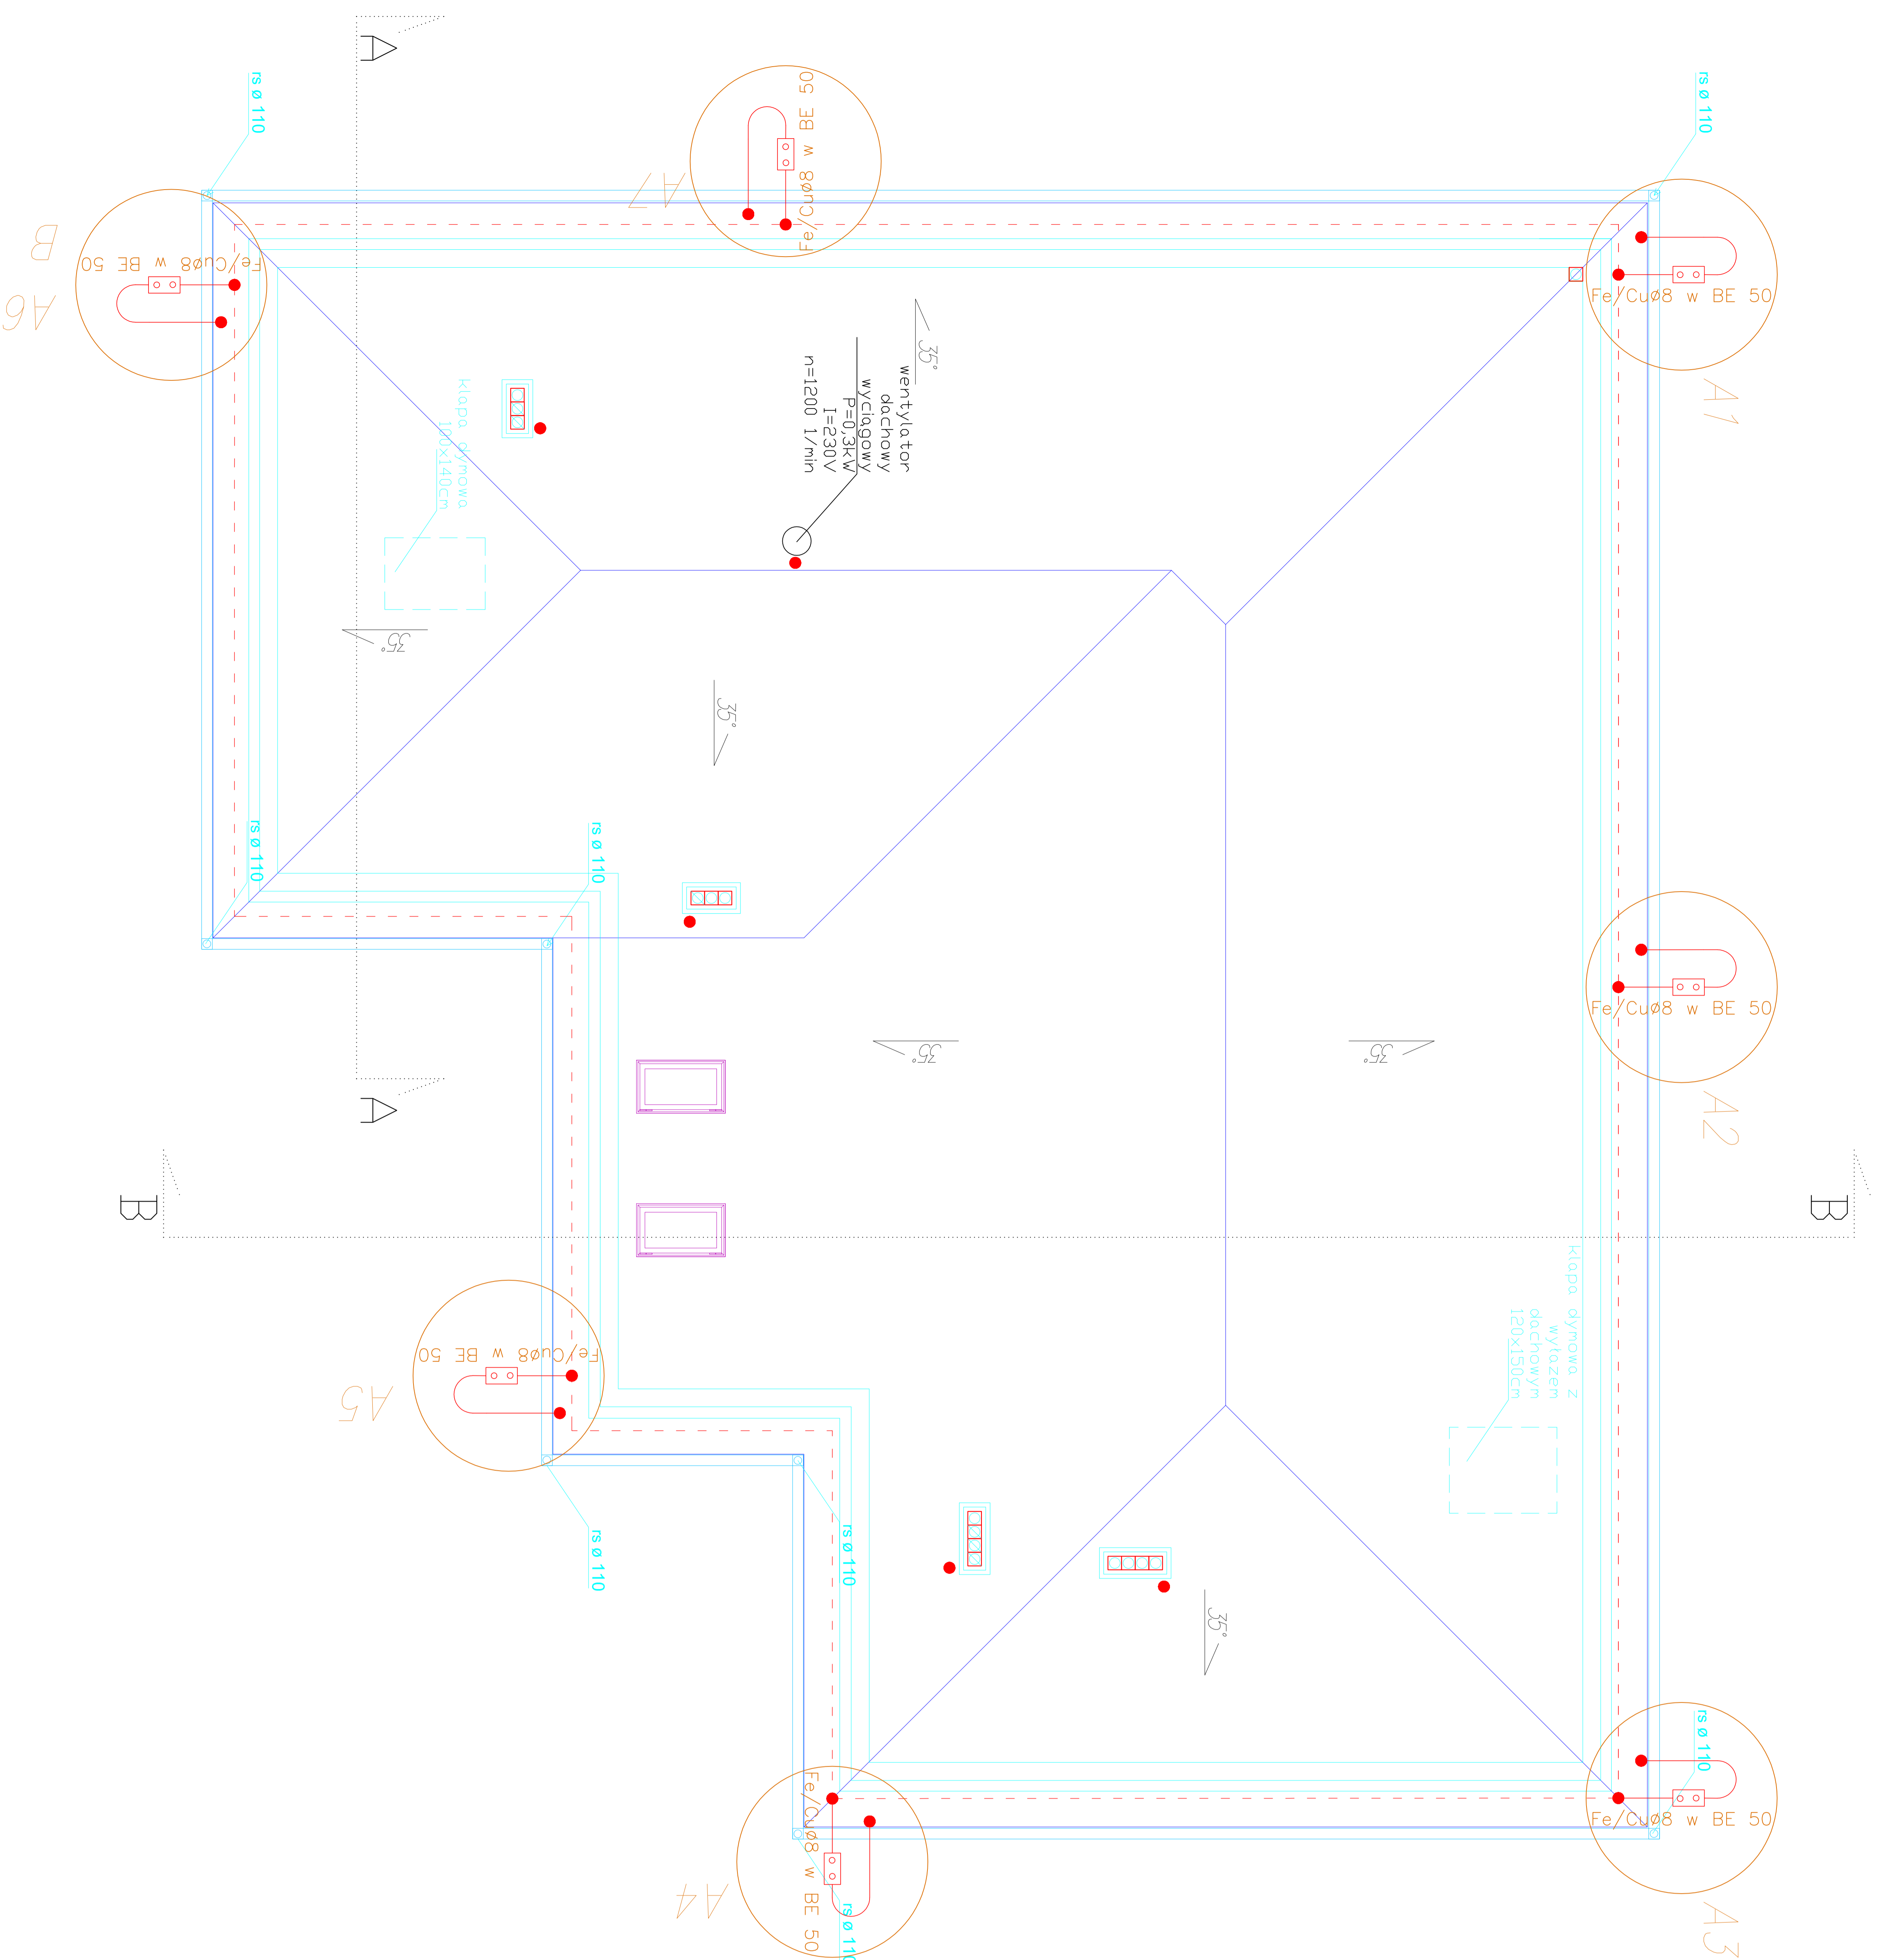 A
rs ø 110
Fe/Cuø8 w BE 50
A7
rs ø 110
Fe/Cuø8 w BE 50
A1
B
A6
Fe/Cuø8 w BE 50
35°
wentylator
dachowy
wyciagowy
P=0,3kW
I=230V
n=1200 1/min
klapa dymowa
100x140cm
35°
35°
rs ø 110
rs ø 110
Fe/Cuø8 w BE 50
A2
35°
35°
A
B
B
klapa dymowa z
wyłazem
dachowym
120x150cm
Fe/Cuø8 w BE 50
A5
rs ø 110
rs ø 110
35°
rs ø 110
Fe/Cuø8 w BE 50
A3
Fe/Cuø8 w BE 50
A4
rs ø 110